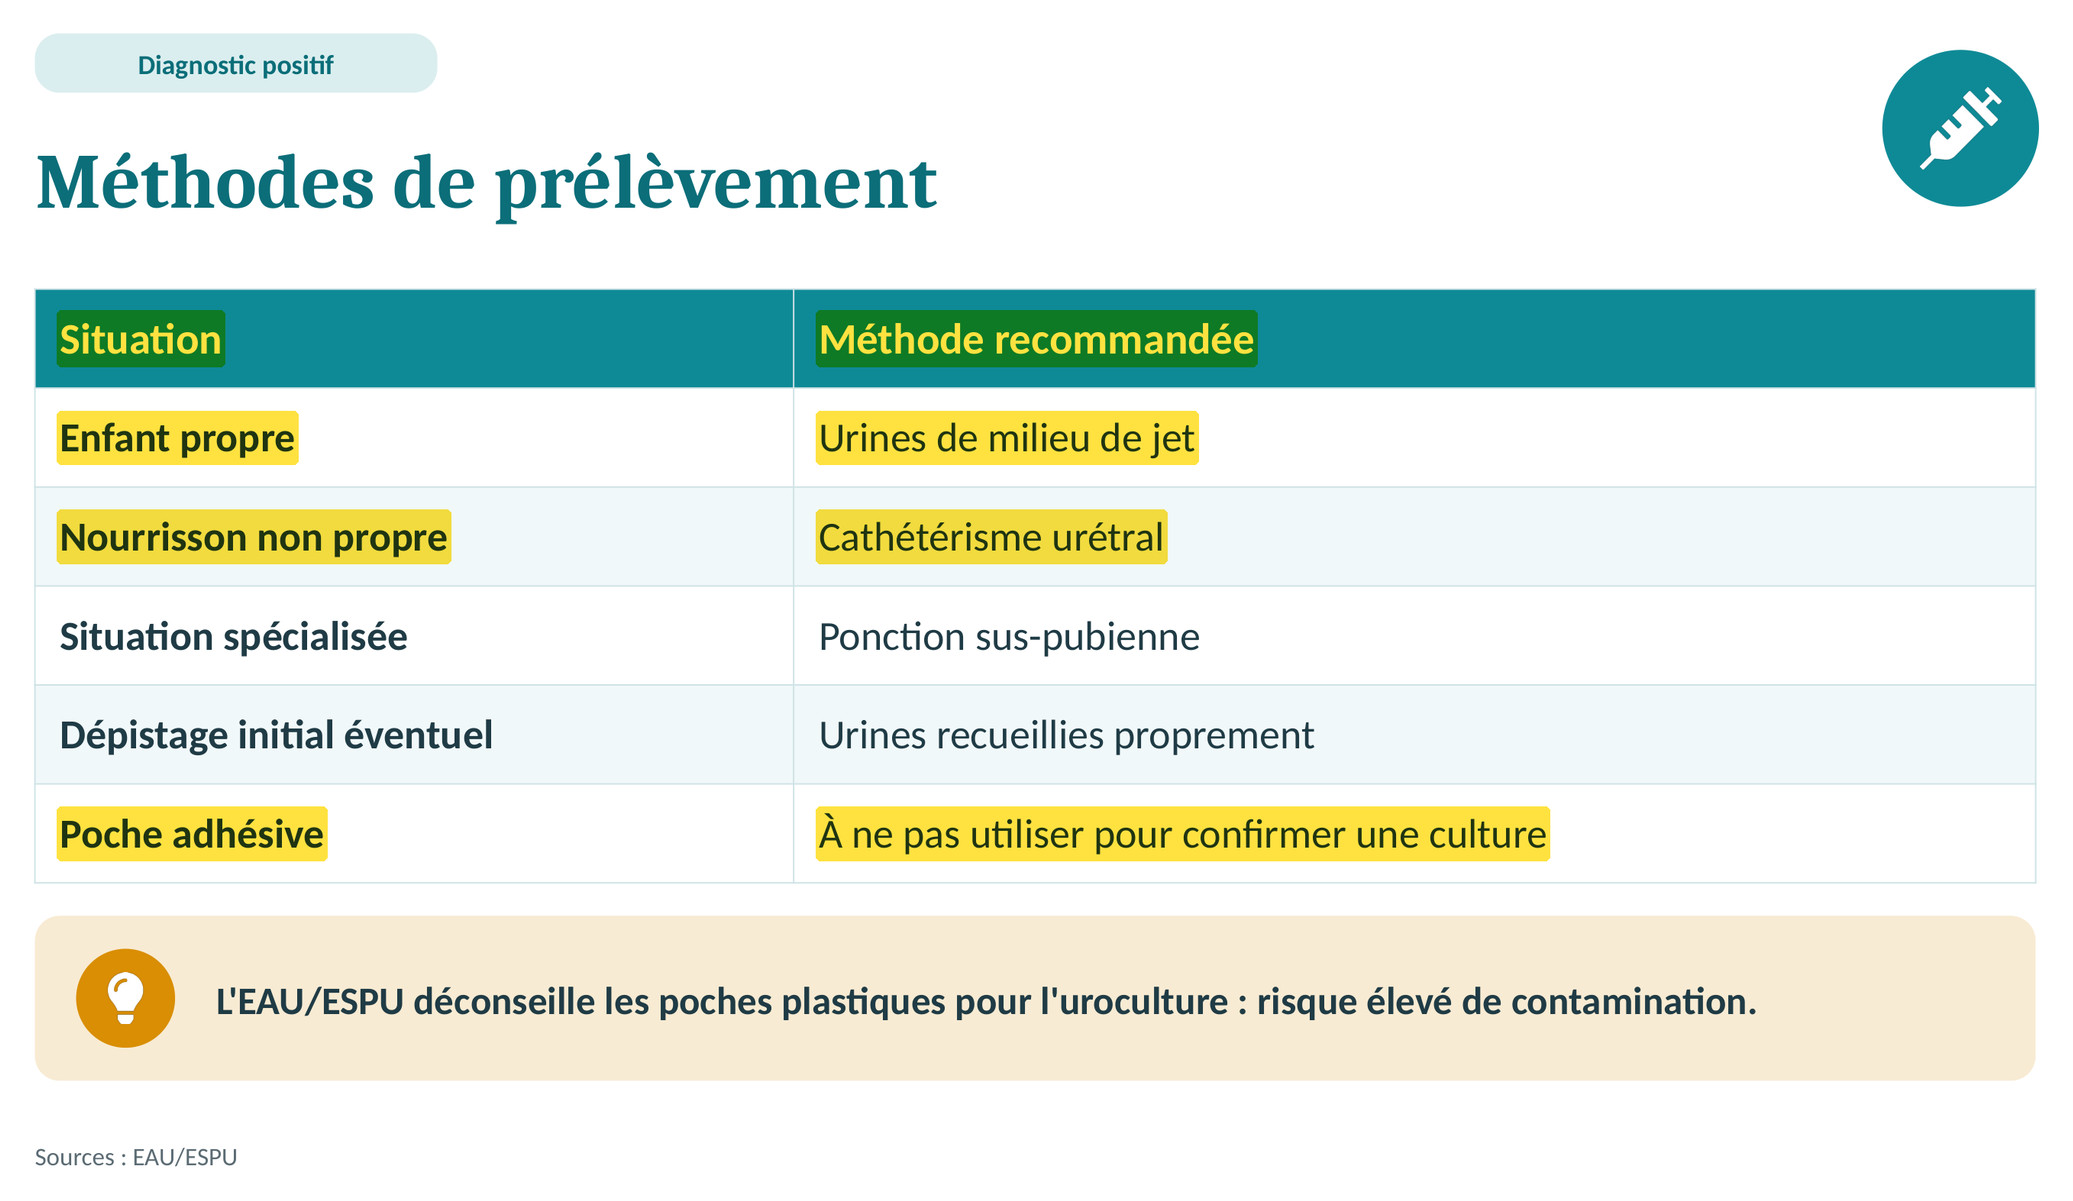 Diagnostic positif
Méthodes de prélèvement
Situation
Méthode recommandée
Enfant propre
Urines de milieu de jet
Nourrisson non propre
Cathétérisme urétral
Situation spécialisée
Ponction sus-pubienne
Dépistage initial éventuel
Urines recueillies proprement
Poche adhésive
À ne pas utiliser pour confirmer une culture
L'EAU/ESPU déconseille les poches plastiques pour l'uroculture : risque élevé de contamination.
Sources : EAU/ESPU